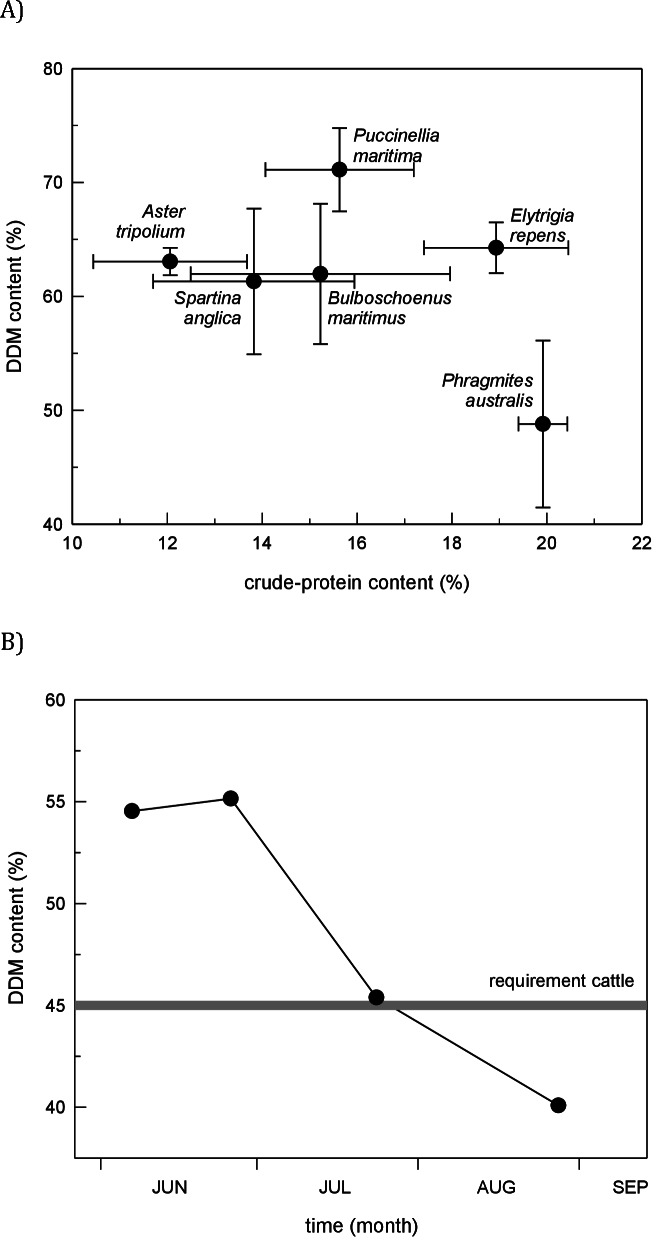 A)
80
70
60
50
40
DDM content (%)
Puccinellia
maritima
Aster
tripolium
Elytrigia
repens
Spartina
anglica
Bulboschoenus
maritimus
Phragmites
australis
10
12
14
16
18
20
22
crude-protein content (%)
B)
60
55
50
45
40
DDM content (%)
requirement cattle
JUN
JUL
AUG
SEP
time (month)